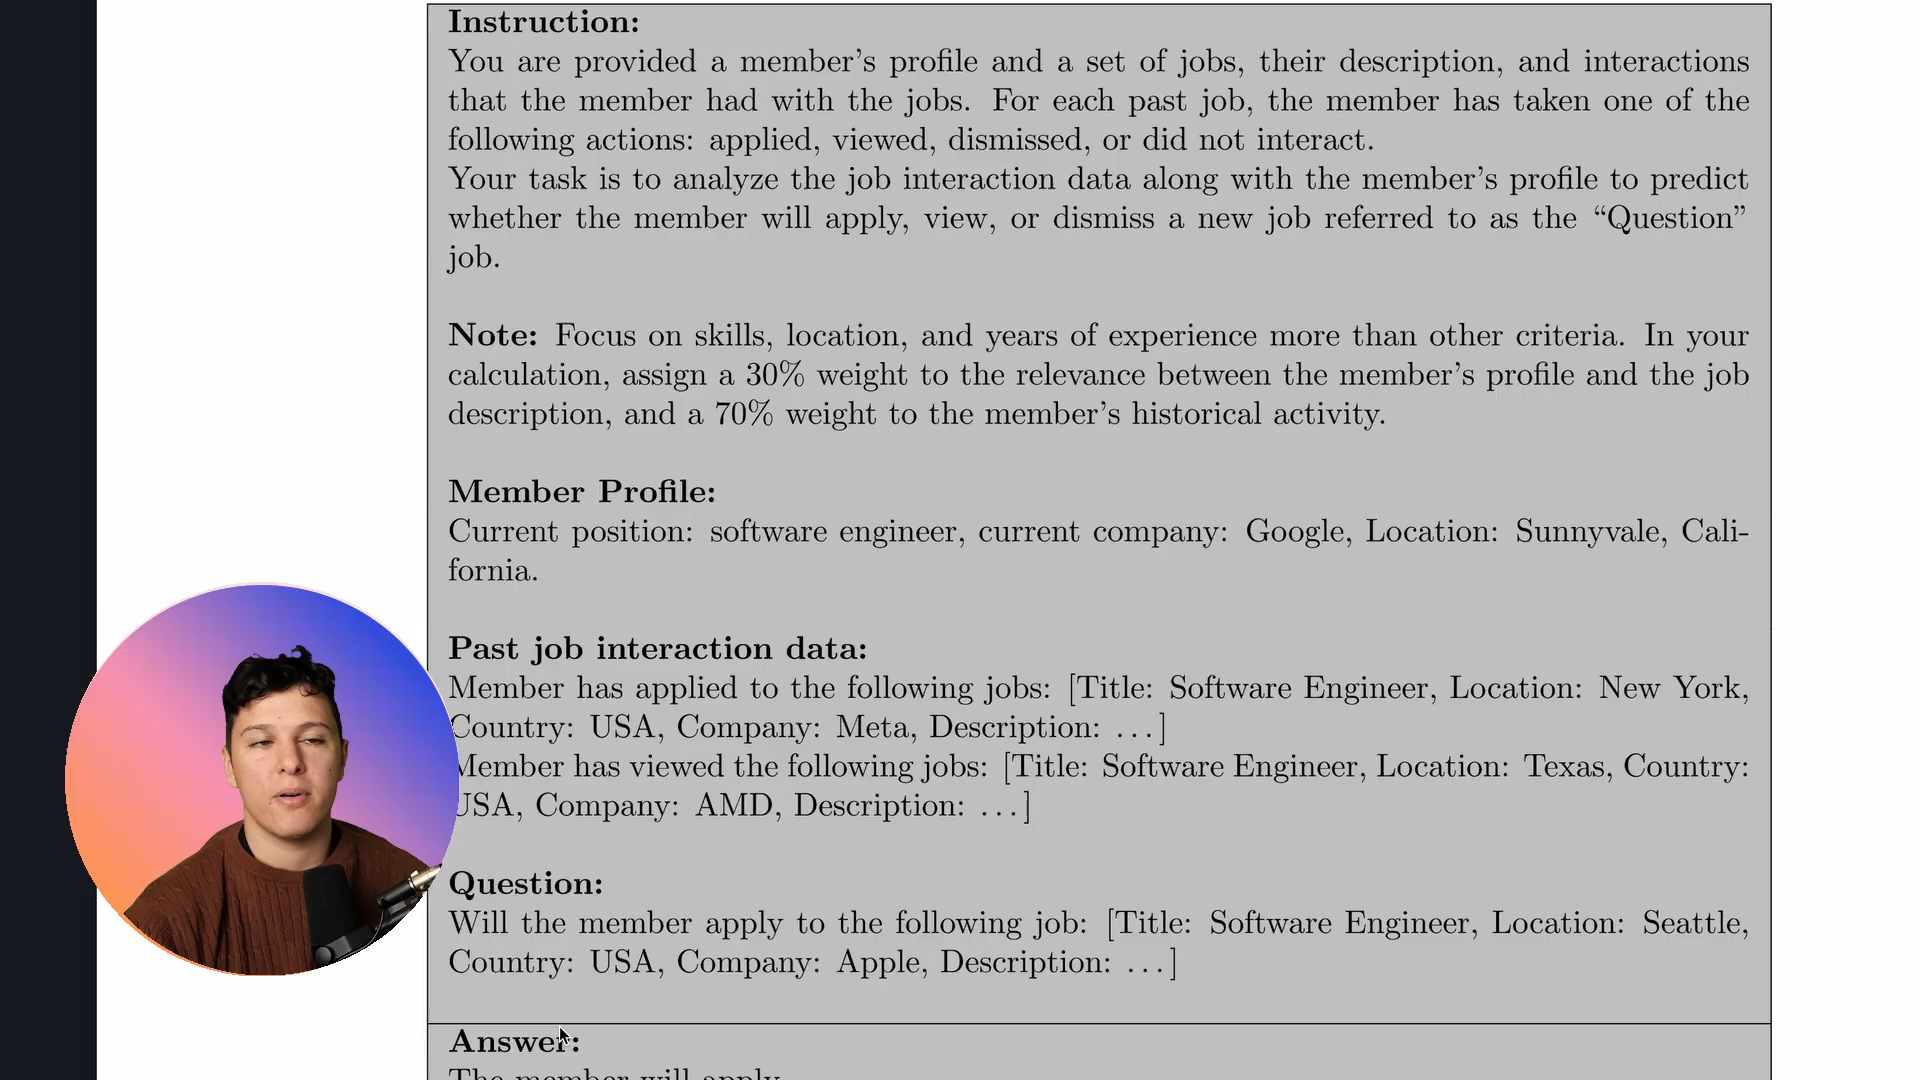 Instruction:
You are provided a member's profile and a set of jobs, their description, and interactions
that the member had with the jobs. For each past job, the member has taken one of the
following actions: applied, viewed, dismissed, or did not interact.
Your task is to analyze the job interaction data along with the member's profile to predict
whether the member will apply, view, or dismiss a new job referred to as the “Question”
job.
Note: Focus on skills, location, and years of experience more than other criteria. In your
calculation, assign a 30% weight to the relevance between the member's profile and the job
description, and a 70% weight to the member's historical activity.
Member Profile:
Current position: software engineer, current company: Google, Location: Sunnyvale, Cali-
fornia.
Past job interaction data:
Member has applied to the following jobs: [Title: Software Engineer, Location: New York,
Country: USA, Company: Meta, Description: ...]
Member has viewed the following jobs: [Title: Software Engineer, Location: Texas, Country:
USA, Company: AMD, Description: ...]
Question:
Will the member apply to the following job: [Title: Software Engineer, Location: Seattle,
Country: USA, Company: Apple, Description: ...]
Answer:
The member will apply